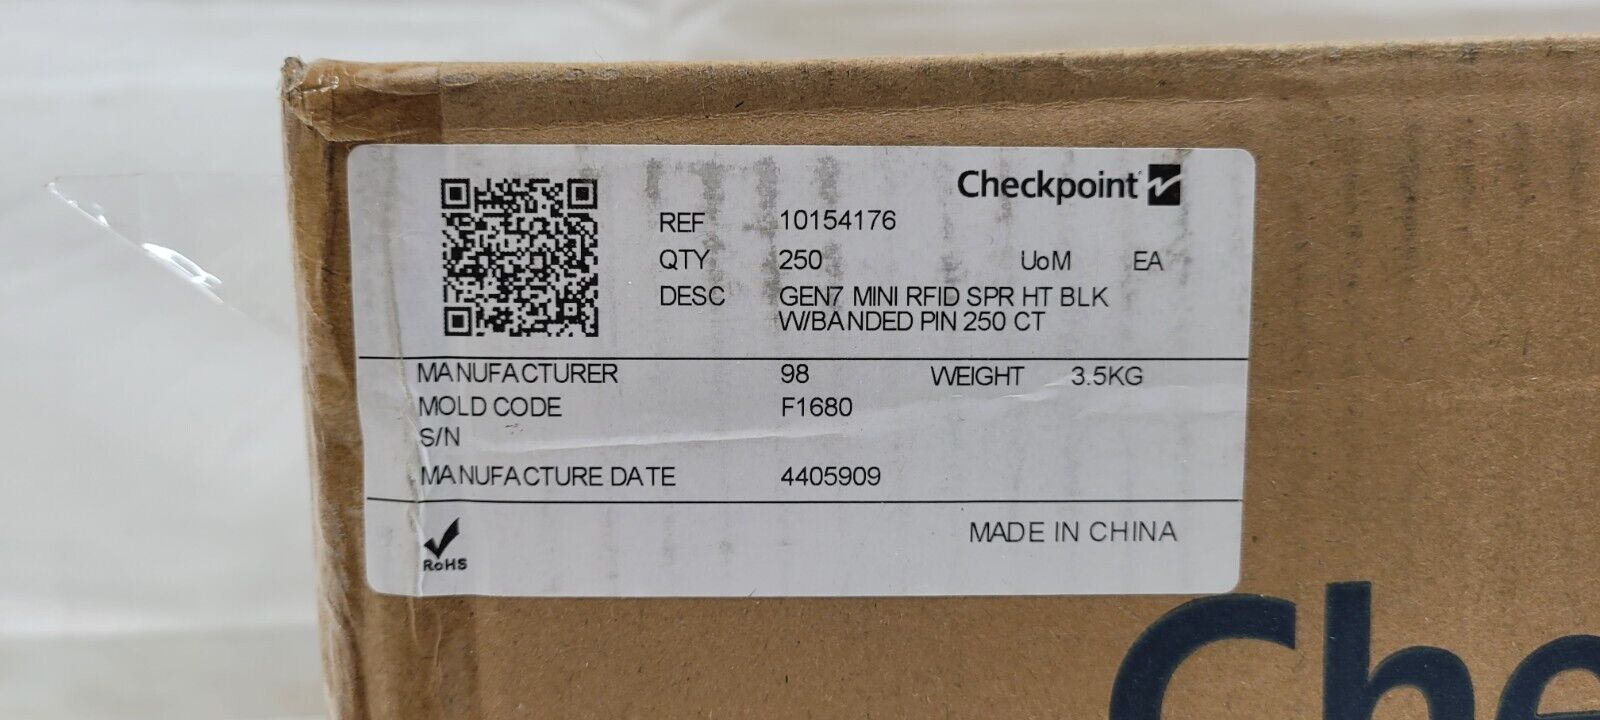 Checkpoint
REF 10154176
QTY 250 UoM EA
DESC GEN7 MINI RFID SPR HT BLK
W/BANDED PIN 250 CT
MANUFACTURER 98 WEIGHT 3.5KG
MOLD CODE F1680
S/N
MANUFACTURE DATE 4405909
RoHS
MADE IN CHINA
Che